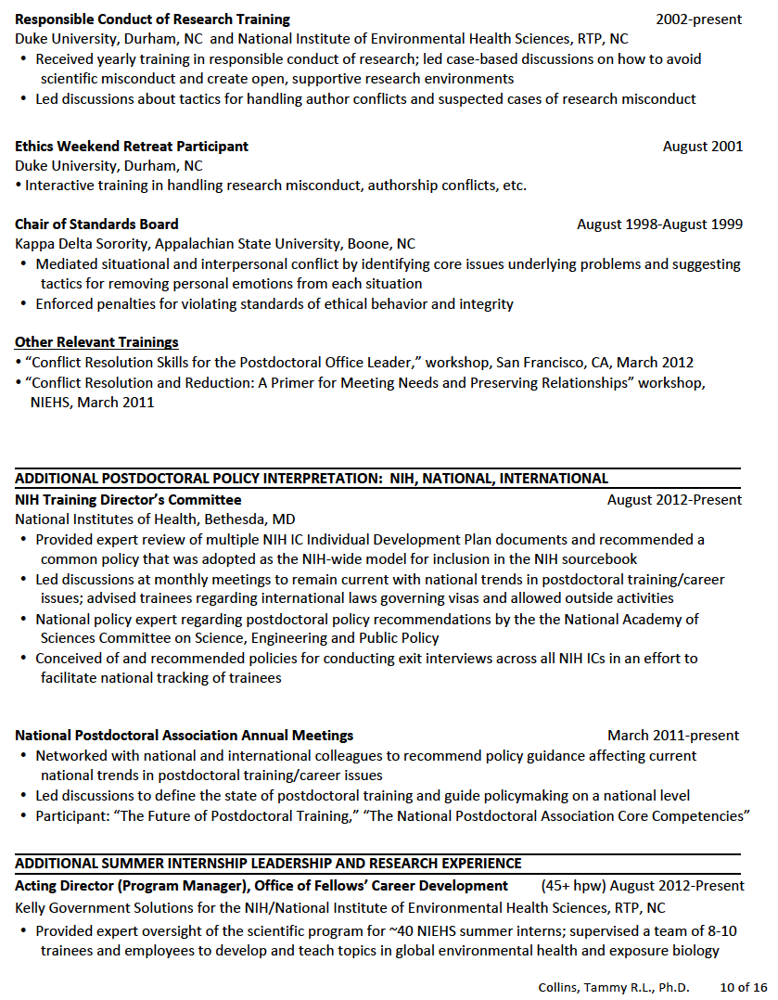 Responsible Conduct of Research Training 2002-present
Duke University, Durham, NC and National Institute of Environmental Health Sciences, RTP, NC
• Received yearly training in responsible conduct of research; led case-based discussions on how to avoid
scientific misconduct and create open, supportive research environments
• Led discussions about tactics for handling author conflicts and suspected cases of research misconduct
Ethics Weekend Retreat Participant August 2001
Duke University, Durham, NC
• Interactive training in handling research misconduct, authorship conflicts, etc.
Chair of Standards Board August 1998-August 1999
Kappa Delta Sorority, Appalachian State University, Boone, NC
• Mediated situational and interpersonal conflict by identifying core issues underlying problems and suggesting
tactics for removing personal emotions from each situation
• Enforced penalties for violating standards of ethical behavior and integrity
Other Relevant Trainings
• “Conflict Resolution Skills for the Postdoctoral Office Leader,” workshop, San Francisco, CA, March 2012
• “Conflict Resolution and Reduction: A Primer for Meeting Needs and Preserving Relationships” workshop,
NIEHS, March 2011
ADDITIONAL POSTDOCTORAL POLICY INTERPRETATION: NIH, NATIONAL, INTERNATIONAL
NIH Training Director’s Committee August 2012-Present
National Institutes of Health, Bethesda, MD
• Provided expert review of multiple NIH IC Individual Development Plan documents and recommended a
common policy that was adopted as the NIH-wide model for inclusion in the NIH sourcebook
• Led discussions at monthly meetings to remain current with national trends in postdoctoral training/career
issues; advised trainees regarding international laws governing visas and allowed outside activities
• National policy expert regarding postdoctoral policy recommendations by the the National Academy of
Sciences Committee on Science, Engineering and Public Policy
• Conceived of and recommended policies for conducting exit interviews across all NIH ICs in an effort to
facilitate national tracking of trainees
National Postdoctoral Association Annual Meetings March 2011-present
• Networked with national and international colleagues to recommend policy guidance affecting current
national trends in postdoctoral training/career issues
• Led discussions to define the state of postdoctoral training and guide policymaking on a national level
• Participant: “The Future of Postdoctoral Training,” “The National Postdoctoral Association Core Competencies”
ADDITIONAL SUMMER INTERNSHIP LEADERSHIP AND RESEARCH EXPERIENCE
Acting Director (Program Manager), Office of Fellows’ Career Development (45+ hpw) August 2012-Present
Kelly Government Solutions for the NIH/National Institute of Environmental Health Sciences, RTP, NC
• Provided expert oversight of the scientific program for ~40 NIEHS summer interns; supervised a team of 8-10
trainees and employees to develop and teach topics in global environmental health and exposure biology
Collins, Tammy R.L., Ph.D. 10 of 16